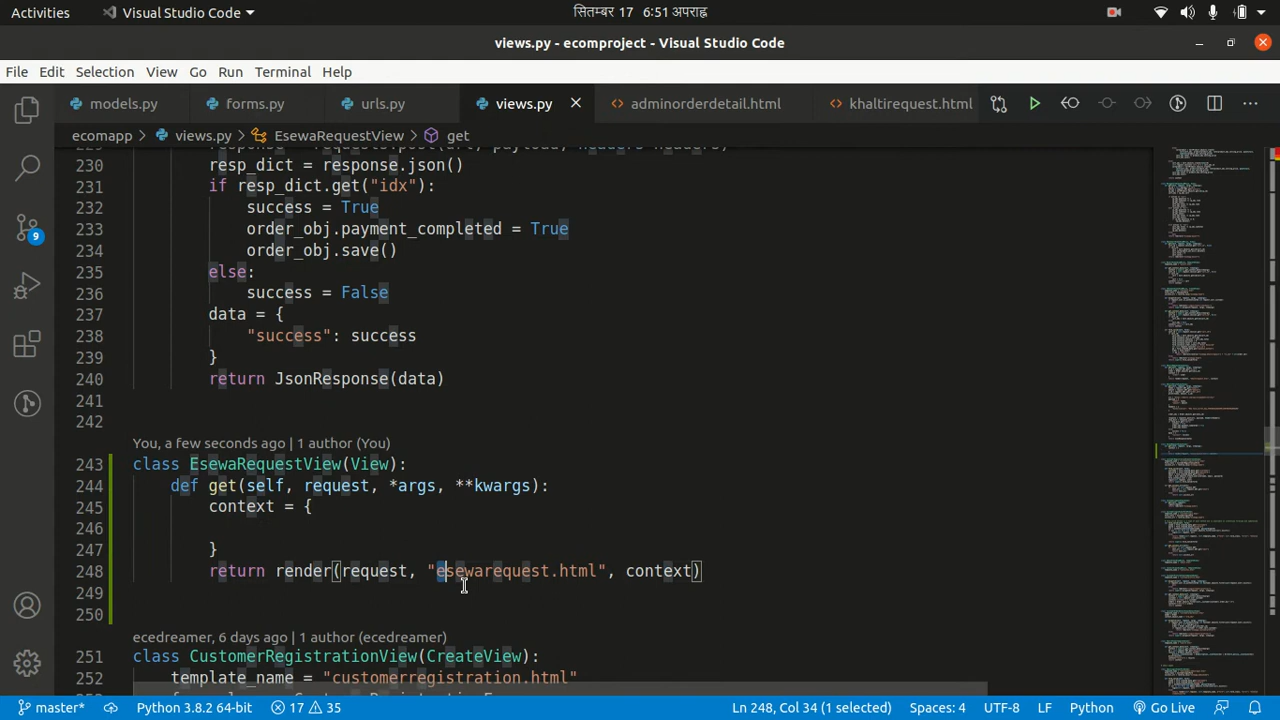 Activities
Visual Studio Code
सितम्बर 17 6:51 अपराह्न
views.py - ecomproject - Visual Studio Code
File Edit Selection View Go Run Terminal Help
models.py forms.py urls.py views.py adminorderdetail.html khaltirequest.html
ecomapp > views.py > EsewaRequestView > get
230 resp_dict = response.json()
231 if resp_dict.get("idx"):
232 success = True
233 order_obj.payment_completed = True
234 order_obj.save()
235 else:
236 success = False
237 data = {
238 "success": success
239 }
240 return JsonResponse(data)
241
242
You, a few seconds ago | 1 author (You)
243 class EsewaRequestView(View):
244 def get(self, request, *args, **kwargs):
245 context = {
246
247 }
248 return render(request, "esewarequest.html", context)
249
250
ecedreamer, 6 days ago | 1 author (ecedreamer)
251 class CustomerRegistrationView(CreateView):
252 template_name = "customerregistration.html"
9
master* Python 3.8.2 64-bit 17 35 Ln 248, Col 34 (1 selected) Spaces: 4 UTF-8 LF Python Go Live